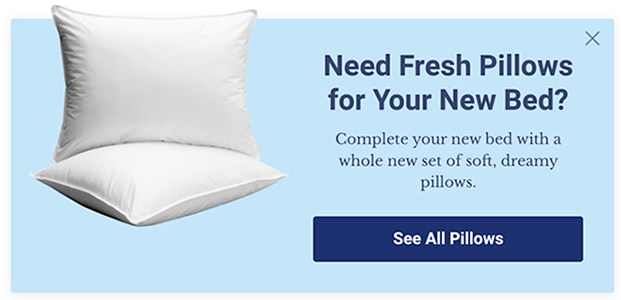 Need Fresh Pillows
for Your New Bed?
Complete your new bed with a
whole new set of soft, dreamy
pillows.
See All Pillows